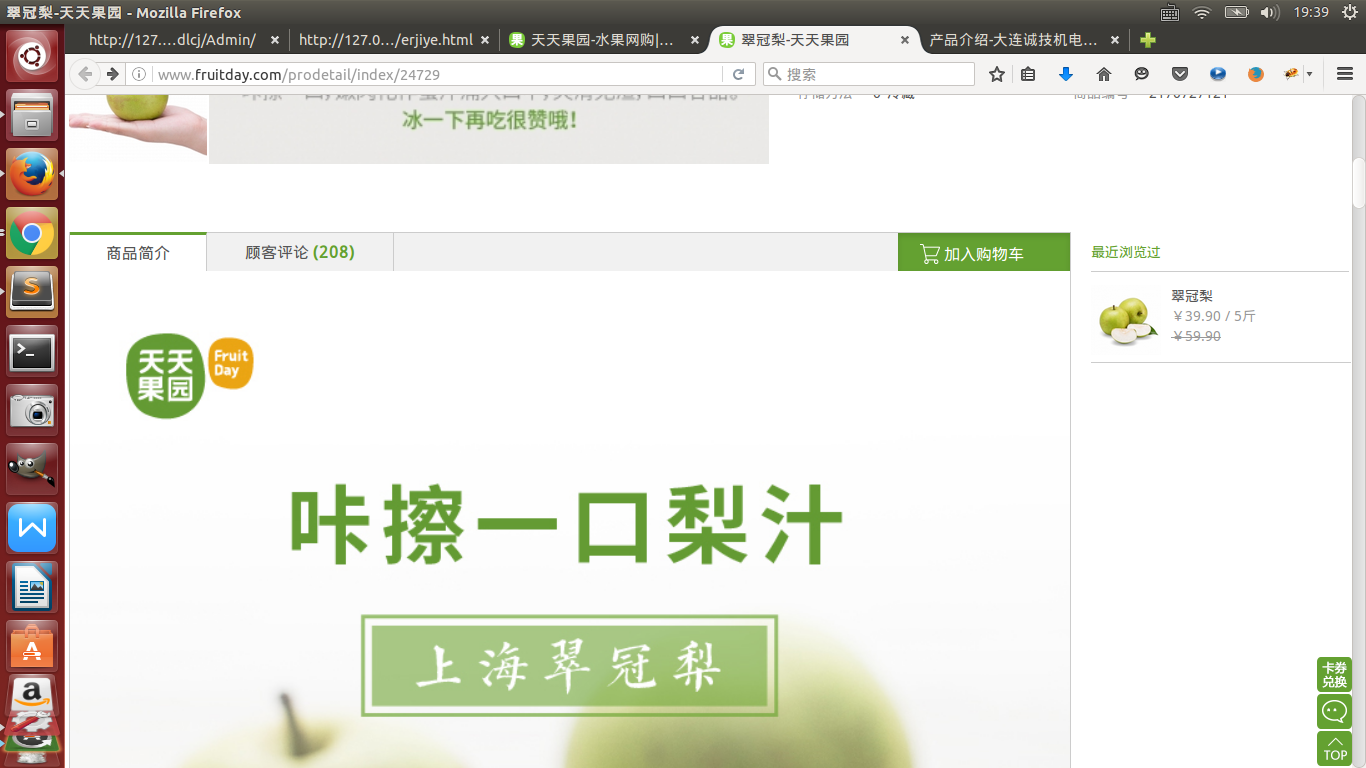 翠冠梨-天天果园 - Mozilla Firefox
19:39
http://127.…dlcj/Admin/
http://127.0…/erjiye.html
天天果园-水果网购|…
翠冠梨-天天果园
产品介绍-大连诚技机电…
www.fruitday.com/prodetail/index/24729
搜索
冰一下再吃很赞哦!
商品简介
顾客评论 (208)
加入购物车
最近浏览过
翠冠梨
￥39.90 / 5斤
￥59.90
天天果园
Fruit Day
咔擦一口梨汁
上海翠冠梨
卡券
兑换
TOP